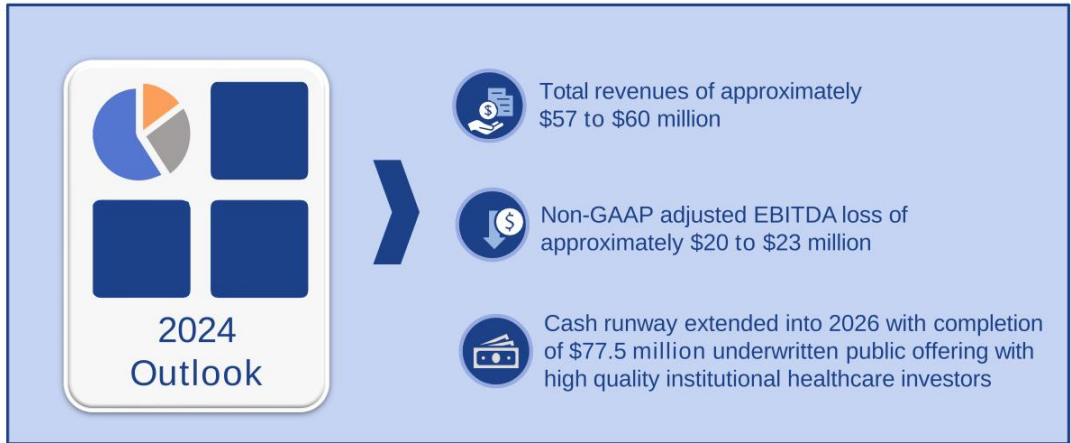 2024
Outlook
Total revenues of approximately
$57 to $60 million
Non-GAAP adjusted EBITDA loss of
approximately $20 to $23 million
Cash runway extended into 2026 with completion
of $77.5 million underwritten public offering with
high quality institutional healthcare investors